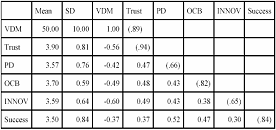 Mean SD VDM Trust PD OCB INNOV Success
VDM 50.00 10.00 1.00 (.89)
Trust 3.90 0.81 -0.56 (.94)
PD 3.57 0.76 -0.42 0.47 (.66)
OCB 3.70 0.59 -0.49 0.48 0.43 (.82)
INNOV 3.59 0.64 -0.60 0.49 0.43 0.38 (.65)
Success 3.50 0.84 -0.37 0.37 0.52 0.47 0.30 (.84)